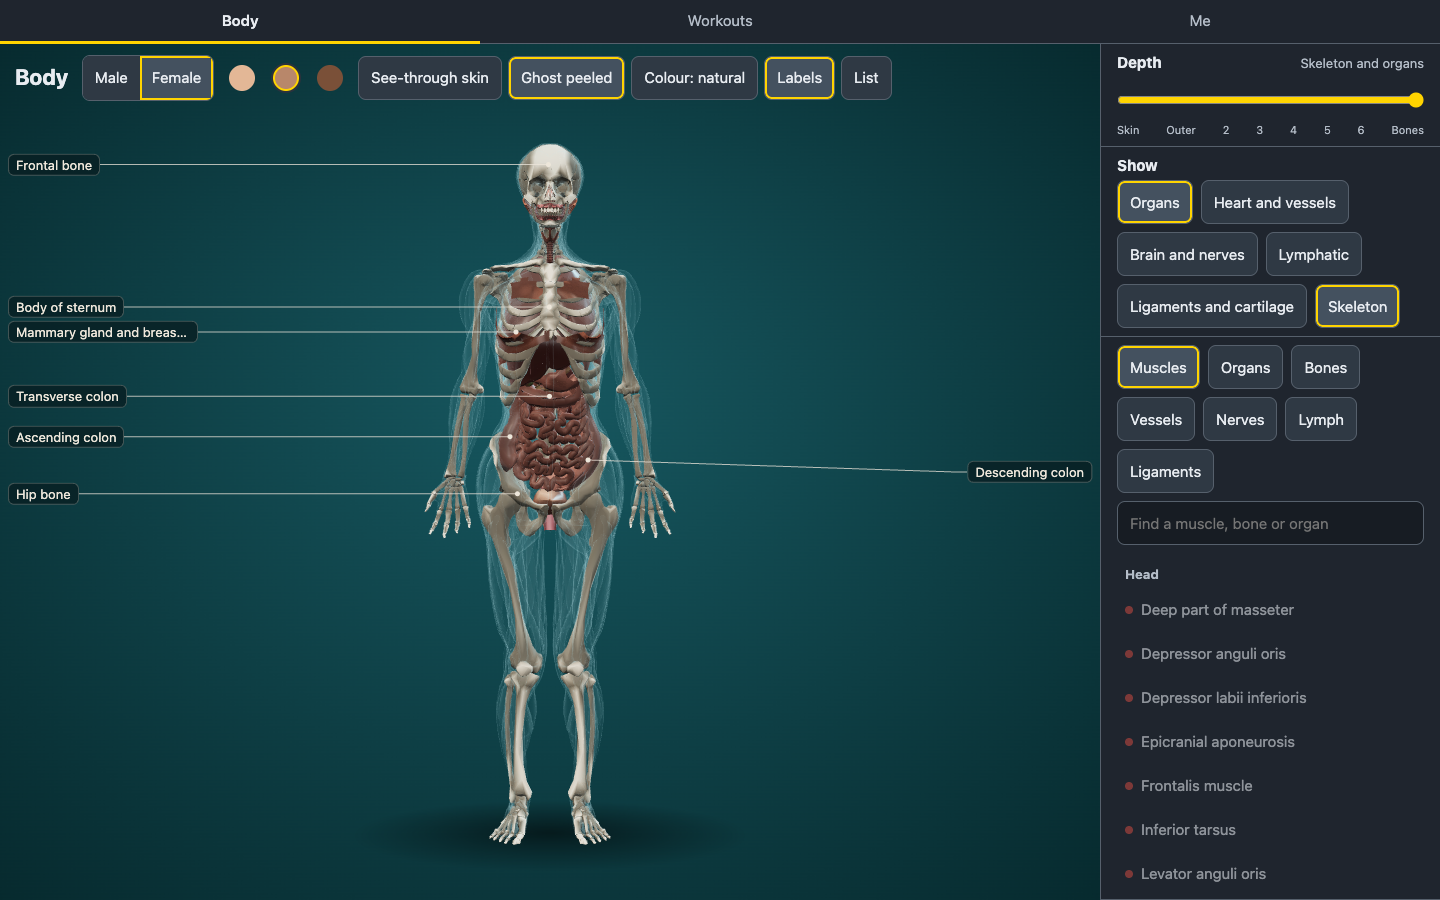 Body
Workouts
Me
Body
Male
Female
See-through skin
Ghost peeled
Colour: natural
Labels
List
Frontal bone
Body of sternum
Mammary gland and breas...
Transverse colon
Ascending colon
Hip bone
Descending colon
Depth
Skeleton and organs
Skin Outer 2 3 4 5 6 Bones
Show
Organs
Heart and vessels
Brain and nerves
Lymphatic
Ligaments and cartilage
Skeleton
Muscles
Organs
Bones
Vessels
Nerves
Lymph
Ligaments
Find a muscle, bone or organ
Head
Deep part of masseter
Depressor anguli oris
Depressor labii inferioris
Epicranial aponeurosis
Frontalis muscle
Inferior tarsus
Levator anguli oris